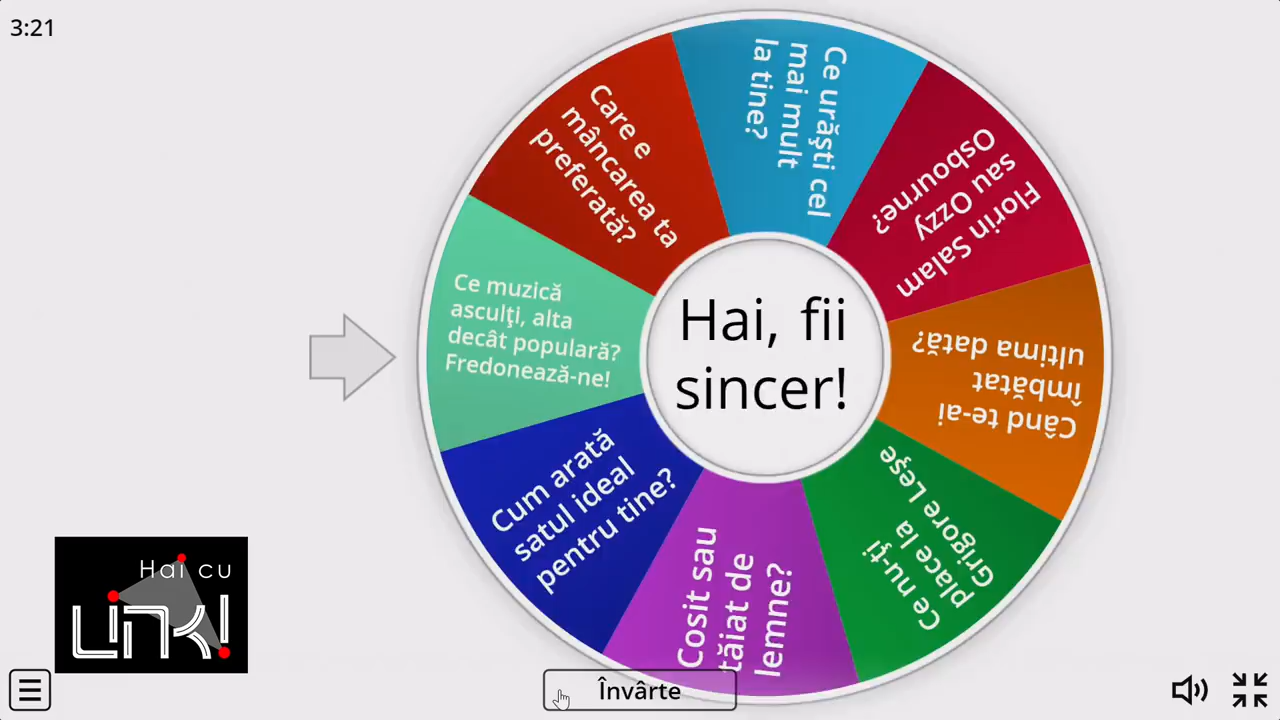 3:21
Ce urăşti cel
mai mult
la tine?
Florin Salam
sau Ozzy
Osbourne?
Când te-ai
îmbătat
ultima dată?
Ce nu-ţi
place la
Grigore Leşe
Cosit sau
tăiat de
lemne?
Cum arată
satul ideal
pentru tine?
Ce muzică
asculţi, alta
decât populară?
Fredonează-ne!
Care e
mâncarea ta
preferată?
Hai, fii
sincer!
Hai cu
LINK!
Învârte